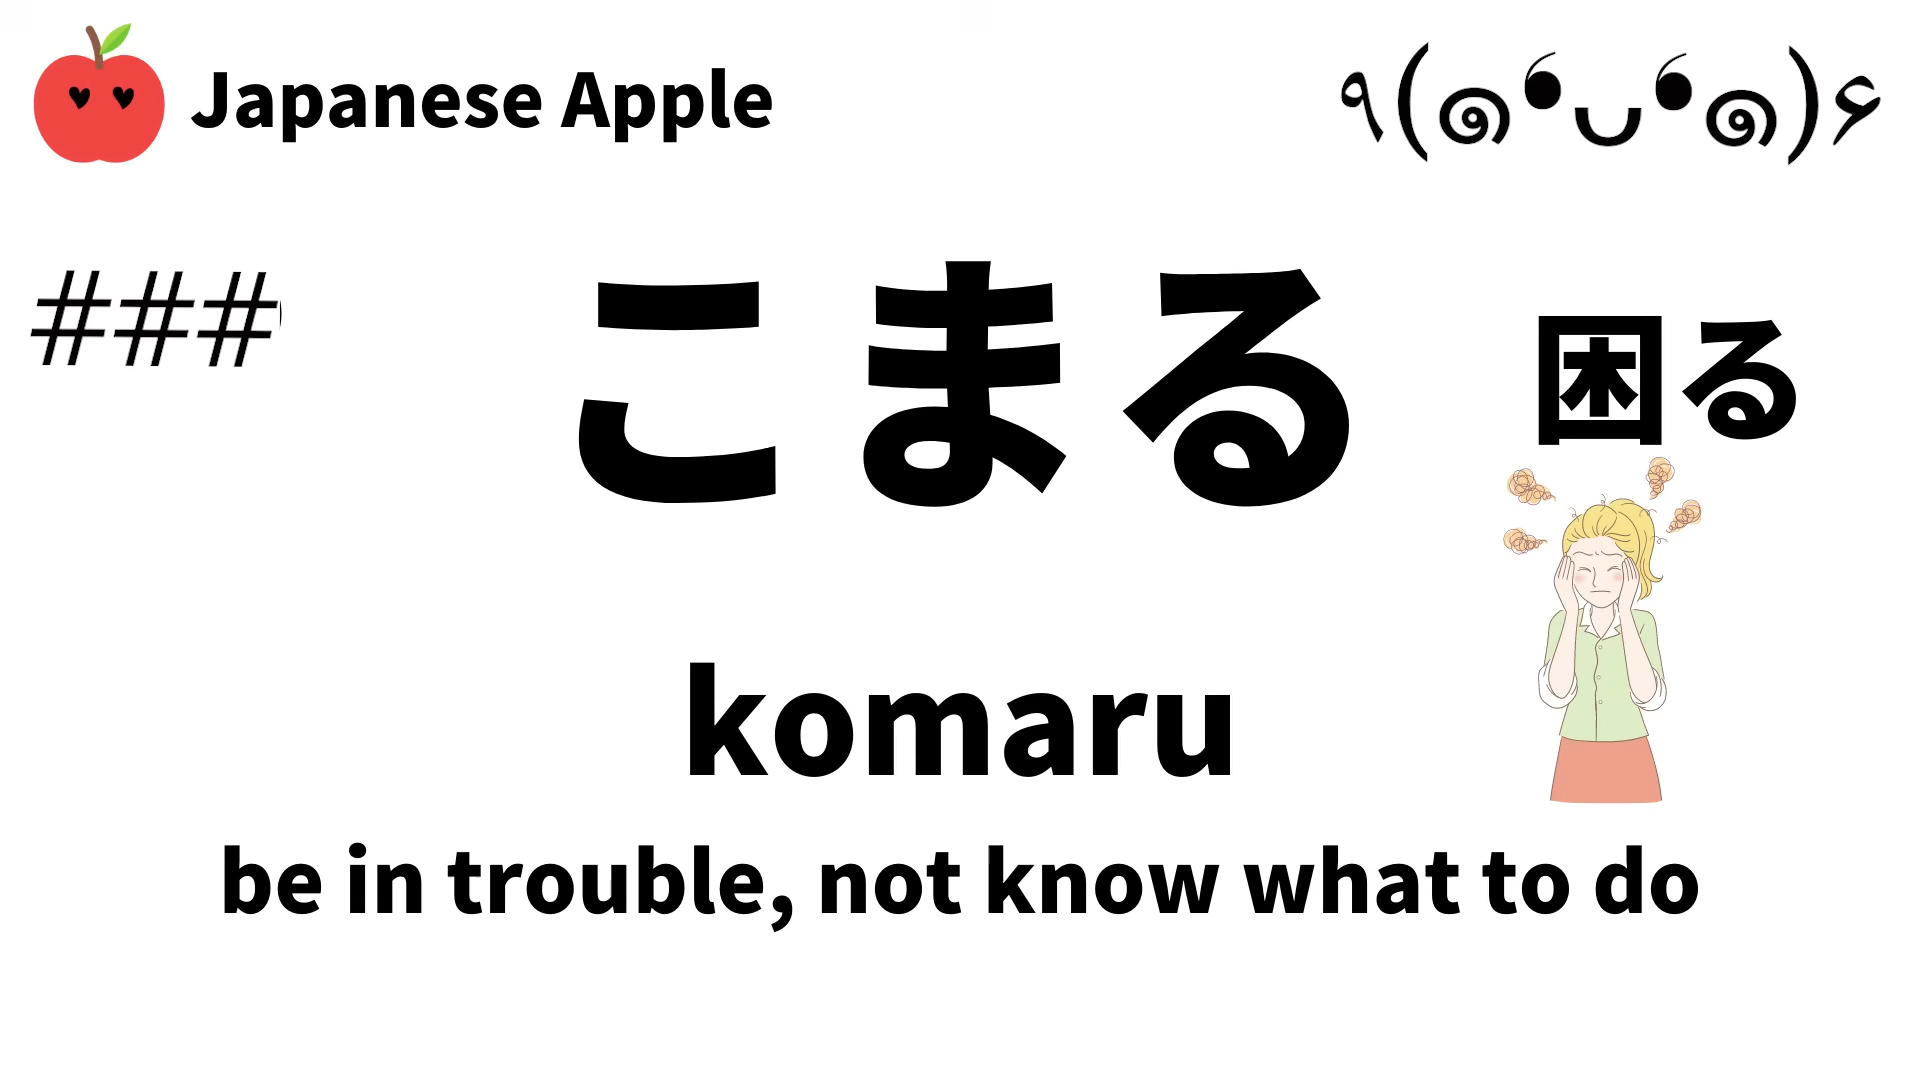 Japanese Apple
٩(๑❛ᴗ❛๑)۶
###
こまる
困る
komaru
be in trouble, not know what to do